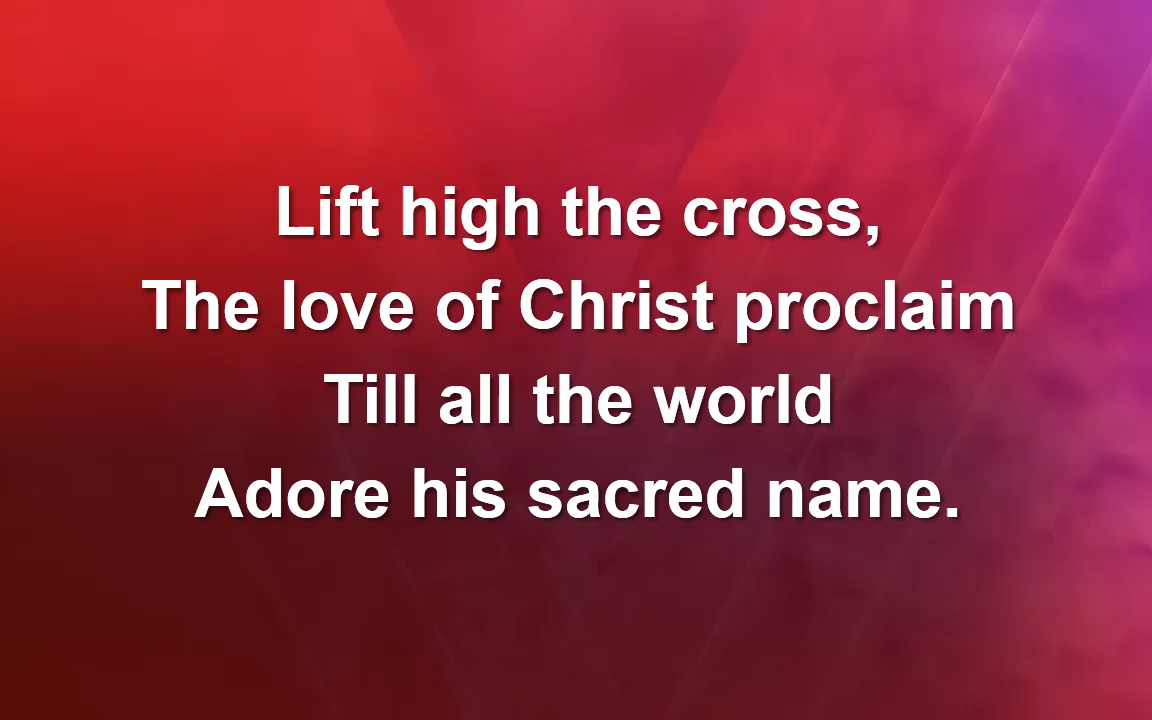 Lift high the cross,
The love of Christ proclaim
Till all the world
Adore his sacred name.